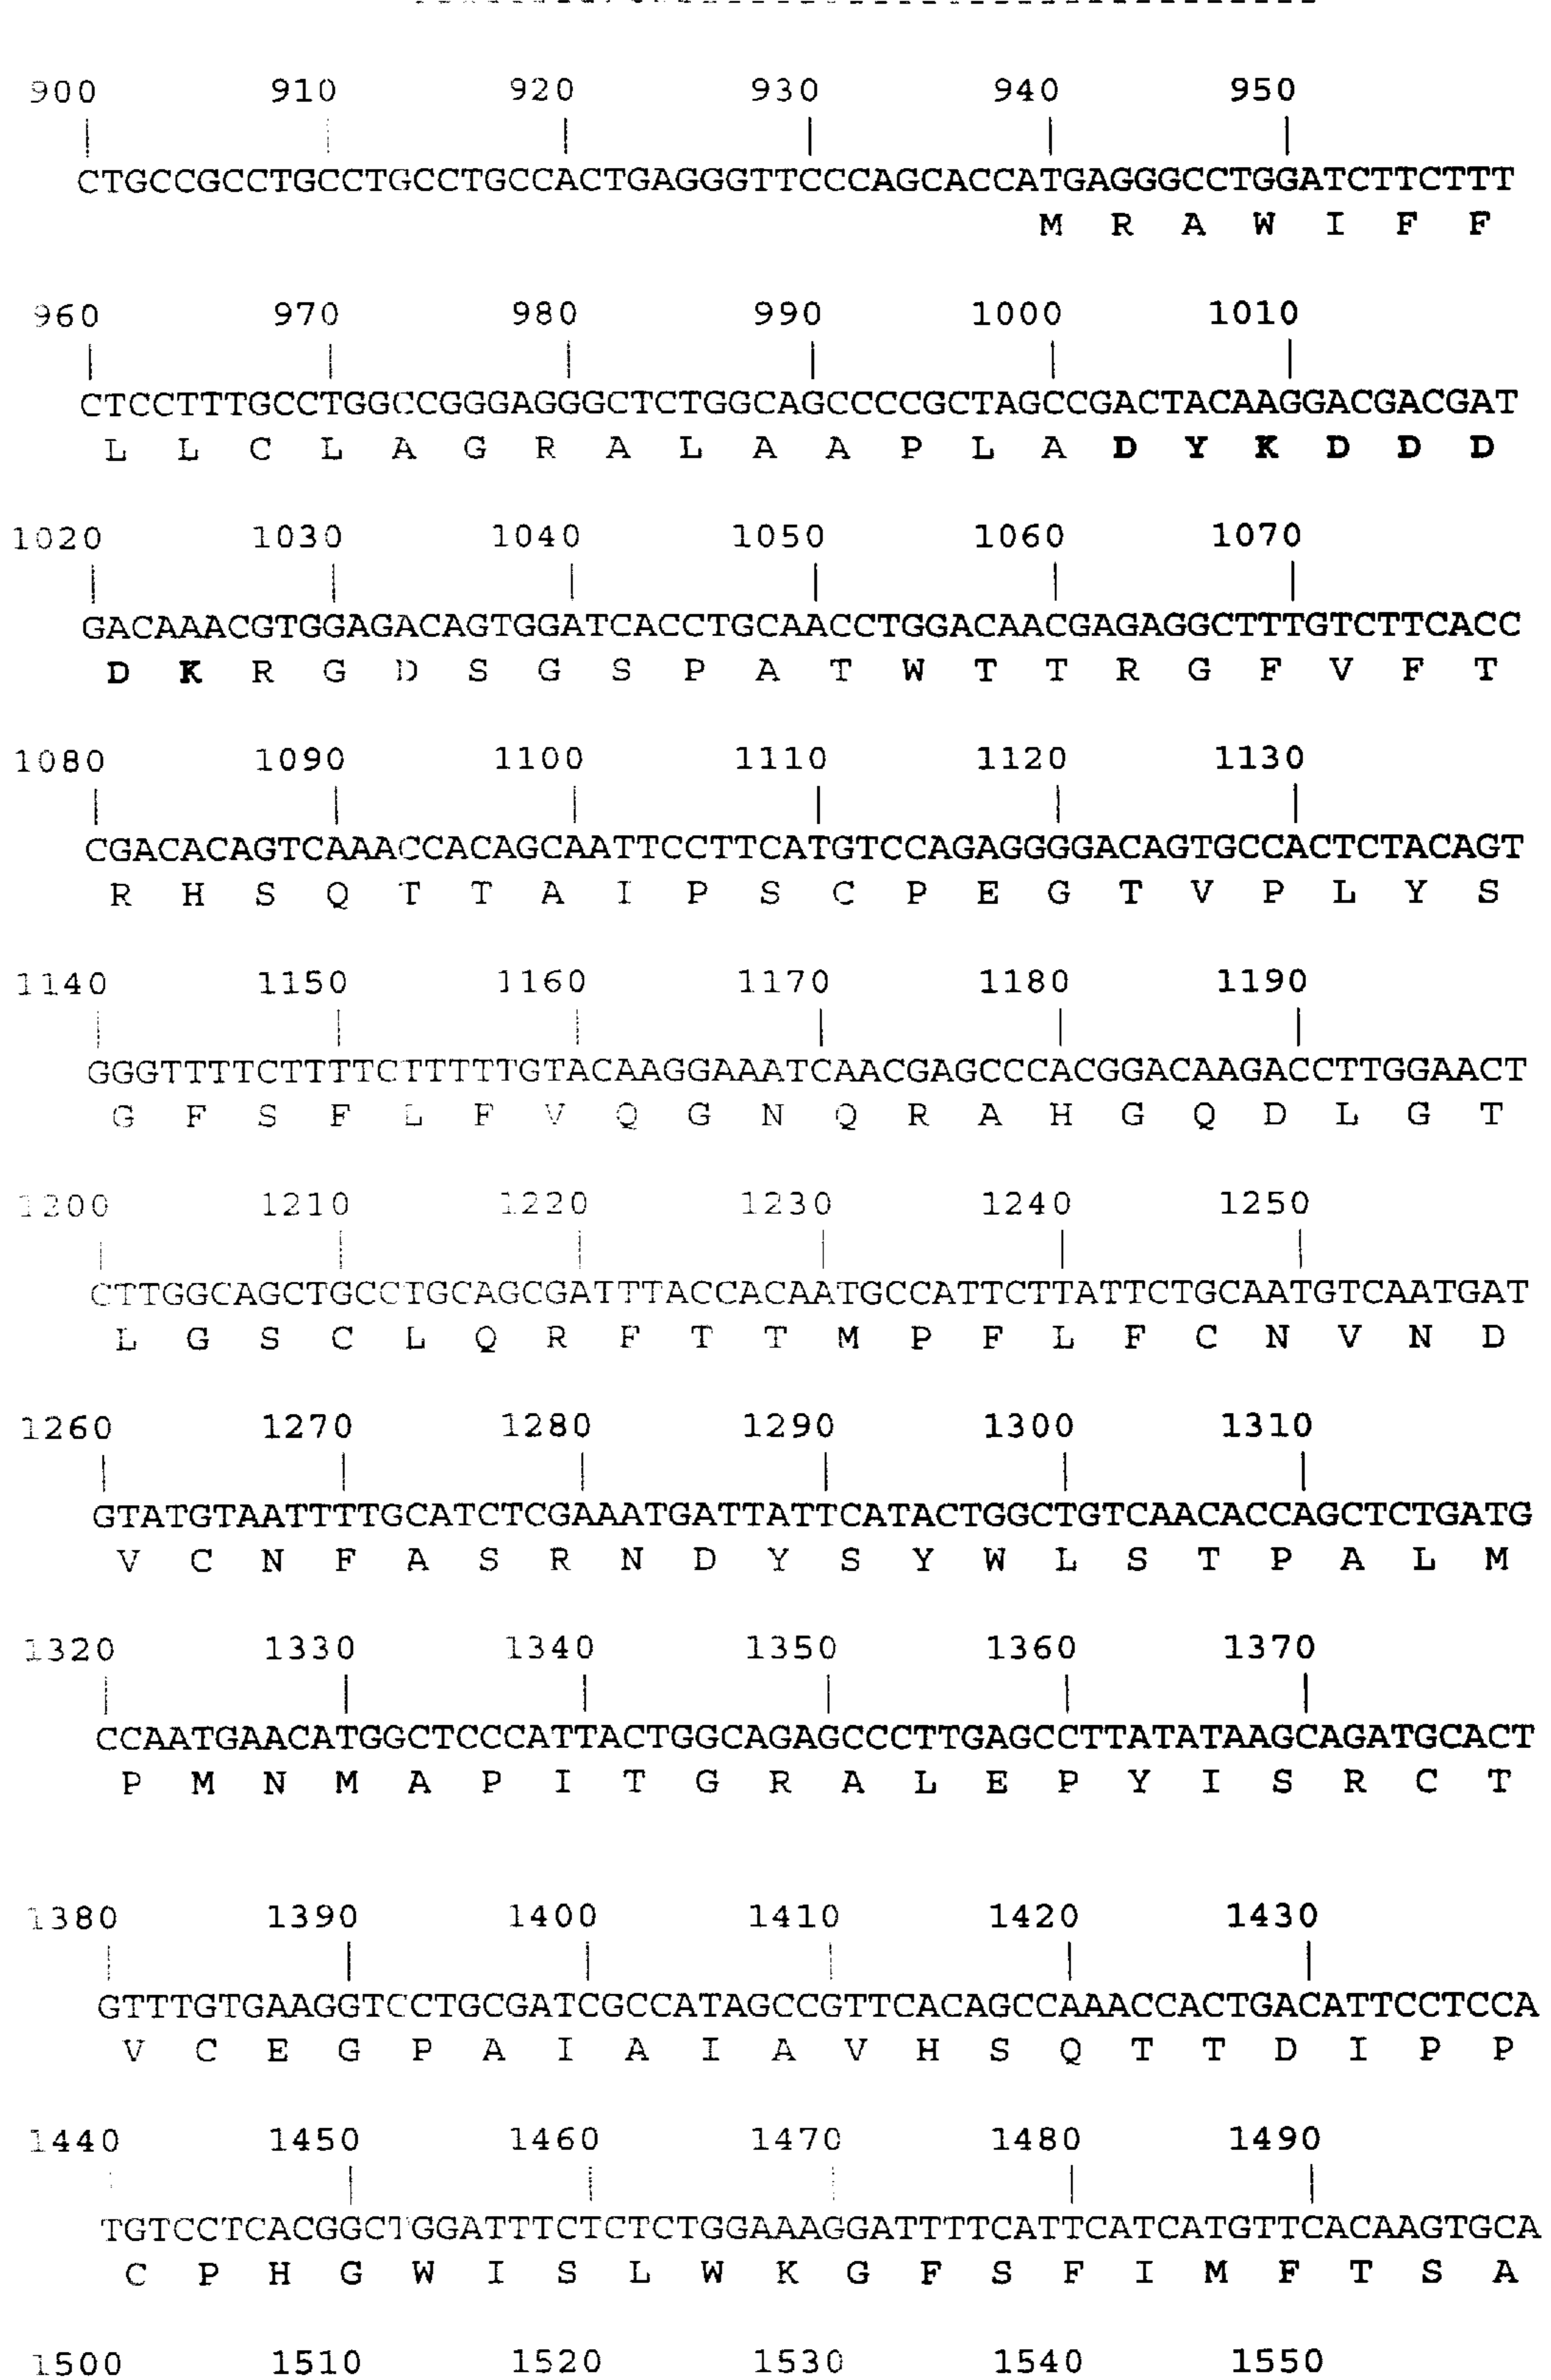 900 910 920 930 940 950
CTGCCGCCTGCCTGCCTGCCACTGAGGGTTCCCAGCACCATGAGGGCCTGGATCTTCTTT
M R A W I F F
960 970 980 990 1000 1010
CTCCTTTGCCTGGCCGGGAGGGCTCTGGCAGCCCCGCTAGCCGACTACAAGGACGACGAT
L L C L A G R A L A A P L A D Y K D D D
1020 1030 1040 1050 1060 1070
GACAAACGTGGAGACAGTGGATCACCTGCAACCTGGACAACGAGAGGCTTTGTCTTCACC
D K R G D S G S P A T W T T R G F V F T
1080 1090 1100 1110 1120 1130
CGACACAGTCAAACCACAGCAATTCCTTCATGTCCAGAGGGGACAGTGCCACTCTACAGT
R H S Q T T A I P S C P E G T V P L Y S
1140 1150 1160 1170 1180 1190
GGGTTTTCTTTTCTTTTTGTACAAGGAAATCAACGAGCCCACGGACAAGACCTTGGAACT
G F S F L F V Q G N Q R A H G Q D L G T
1200 1210 1220 1230 1240 1250
CTTGGCAGCTGCCTGCAGCGATTTACCACAATGCCATTCTTATTCTGCAATGTCAATGAT
L G S C L Q R F T T M P F L F C N V N D
1260 1270 1280 1290 1300 1310
GTATGTAATTTTGCATCTCGAAATGATTATTCATACTGGCTGTCAACACCAGCTCTGATG
V C N F A S R N D Y S Y W L S T P A L M
1320 1330 1340 1350 1360 1370
CCAATGAACATGGCTCCCATTACTGGCAGAGCCCTTGAGCCTTATATAAGCAGATGCACT
P M N M A P I T G R A L E P Y I S R C T
1380 1390 1400 1410 1420 1430
GTTTGTGAAGGTCCTGCGATCGCCATAGCCGTTCACAGCCAAACCACTGACATTCCTCCA
V C E G P A I A I A V H S Q T T D I P P
1440 1450 1460 1470 1480 1490
TGTCCTCACGGCTGGATTTCTCTCTGGAAAGGATTTTCATTCATCATGTTCACAAGTGCA
C P H G W I S L W K G F S F I M F T S A
1500 1510 1520 1530 1540 1550